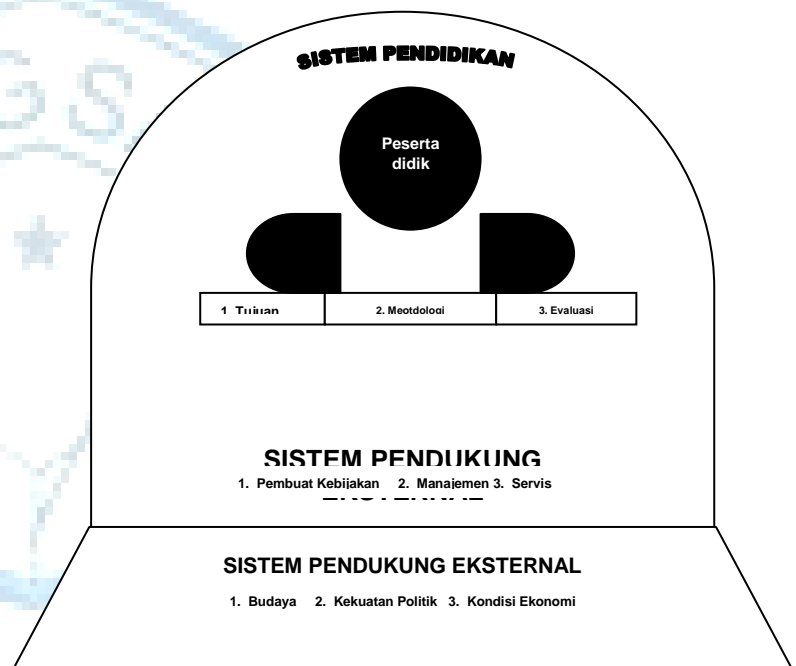 SISTEM PENDIDIKAN
Peserta
didik
1. Tujuan
2. Meotdologi
3. Evaluasi
SISTEM PENDUKUNG
1. Pembuat Kebijakan 2. Manajemen 3. Servis
EKSTERNAL
SISTEM PENDUKUNG EKSTERNAL
1. Budaya 2. Kekuatan Politik 3. Kondisi Ekonomi